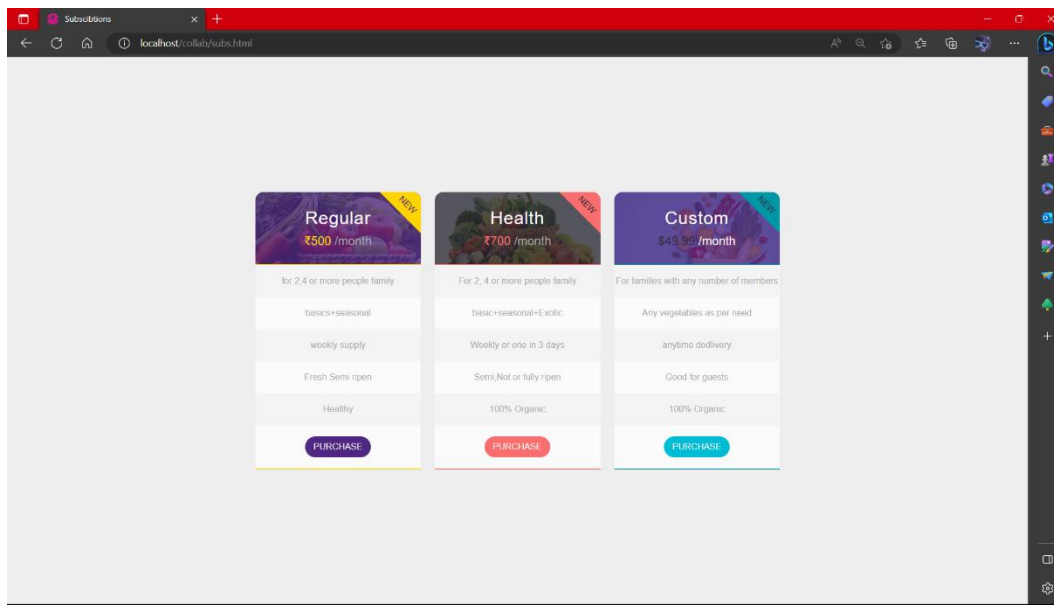 Subscibtions
localhost/collab/subs.html
NEW
Regular
₹500 /month
for 2,4 or more people family
basics+seasonal
weekly supply
Fresh Semi ripen
Healthy
PURCHASE
NEW
Health
₹700 /month
For 2, 4 or more people family
basic+seasonal+Exotic
Weekly or one in 3 days
Semi,Not or fully ripen
100% Organic
PURCHASE
NEW
Custom
$49.99 /month
For families with any number of members
Any vegetables as per need
anytime dedlivery
Good for guests
100% Organic
PURCHASE